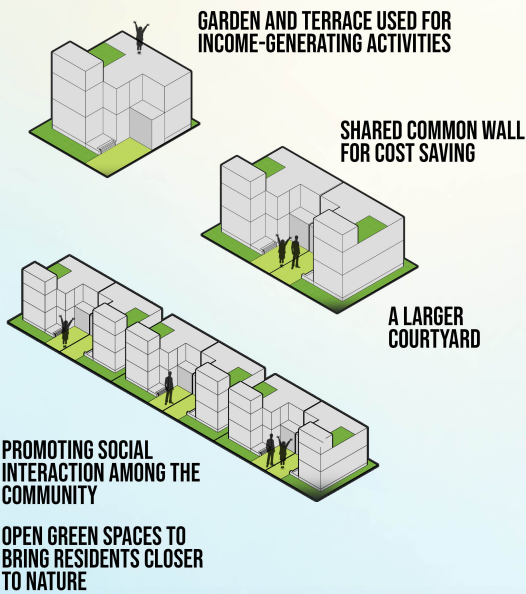 GARDEN AND TERRACE USED FOR
INCOME-GENERATING ACTIVITIES
SHARED COMMON WALL
FOR COST SAVING
A LARGER
COURTYARD
PROMOTING SOCIAL
INTERACTION AMONG THE
COMMUNITY
OPEN GREEN SPACES TO
BRING RESIDENTS CLOSER
TO NATURE